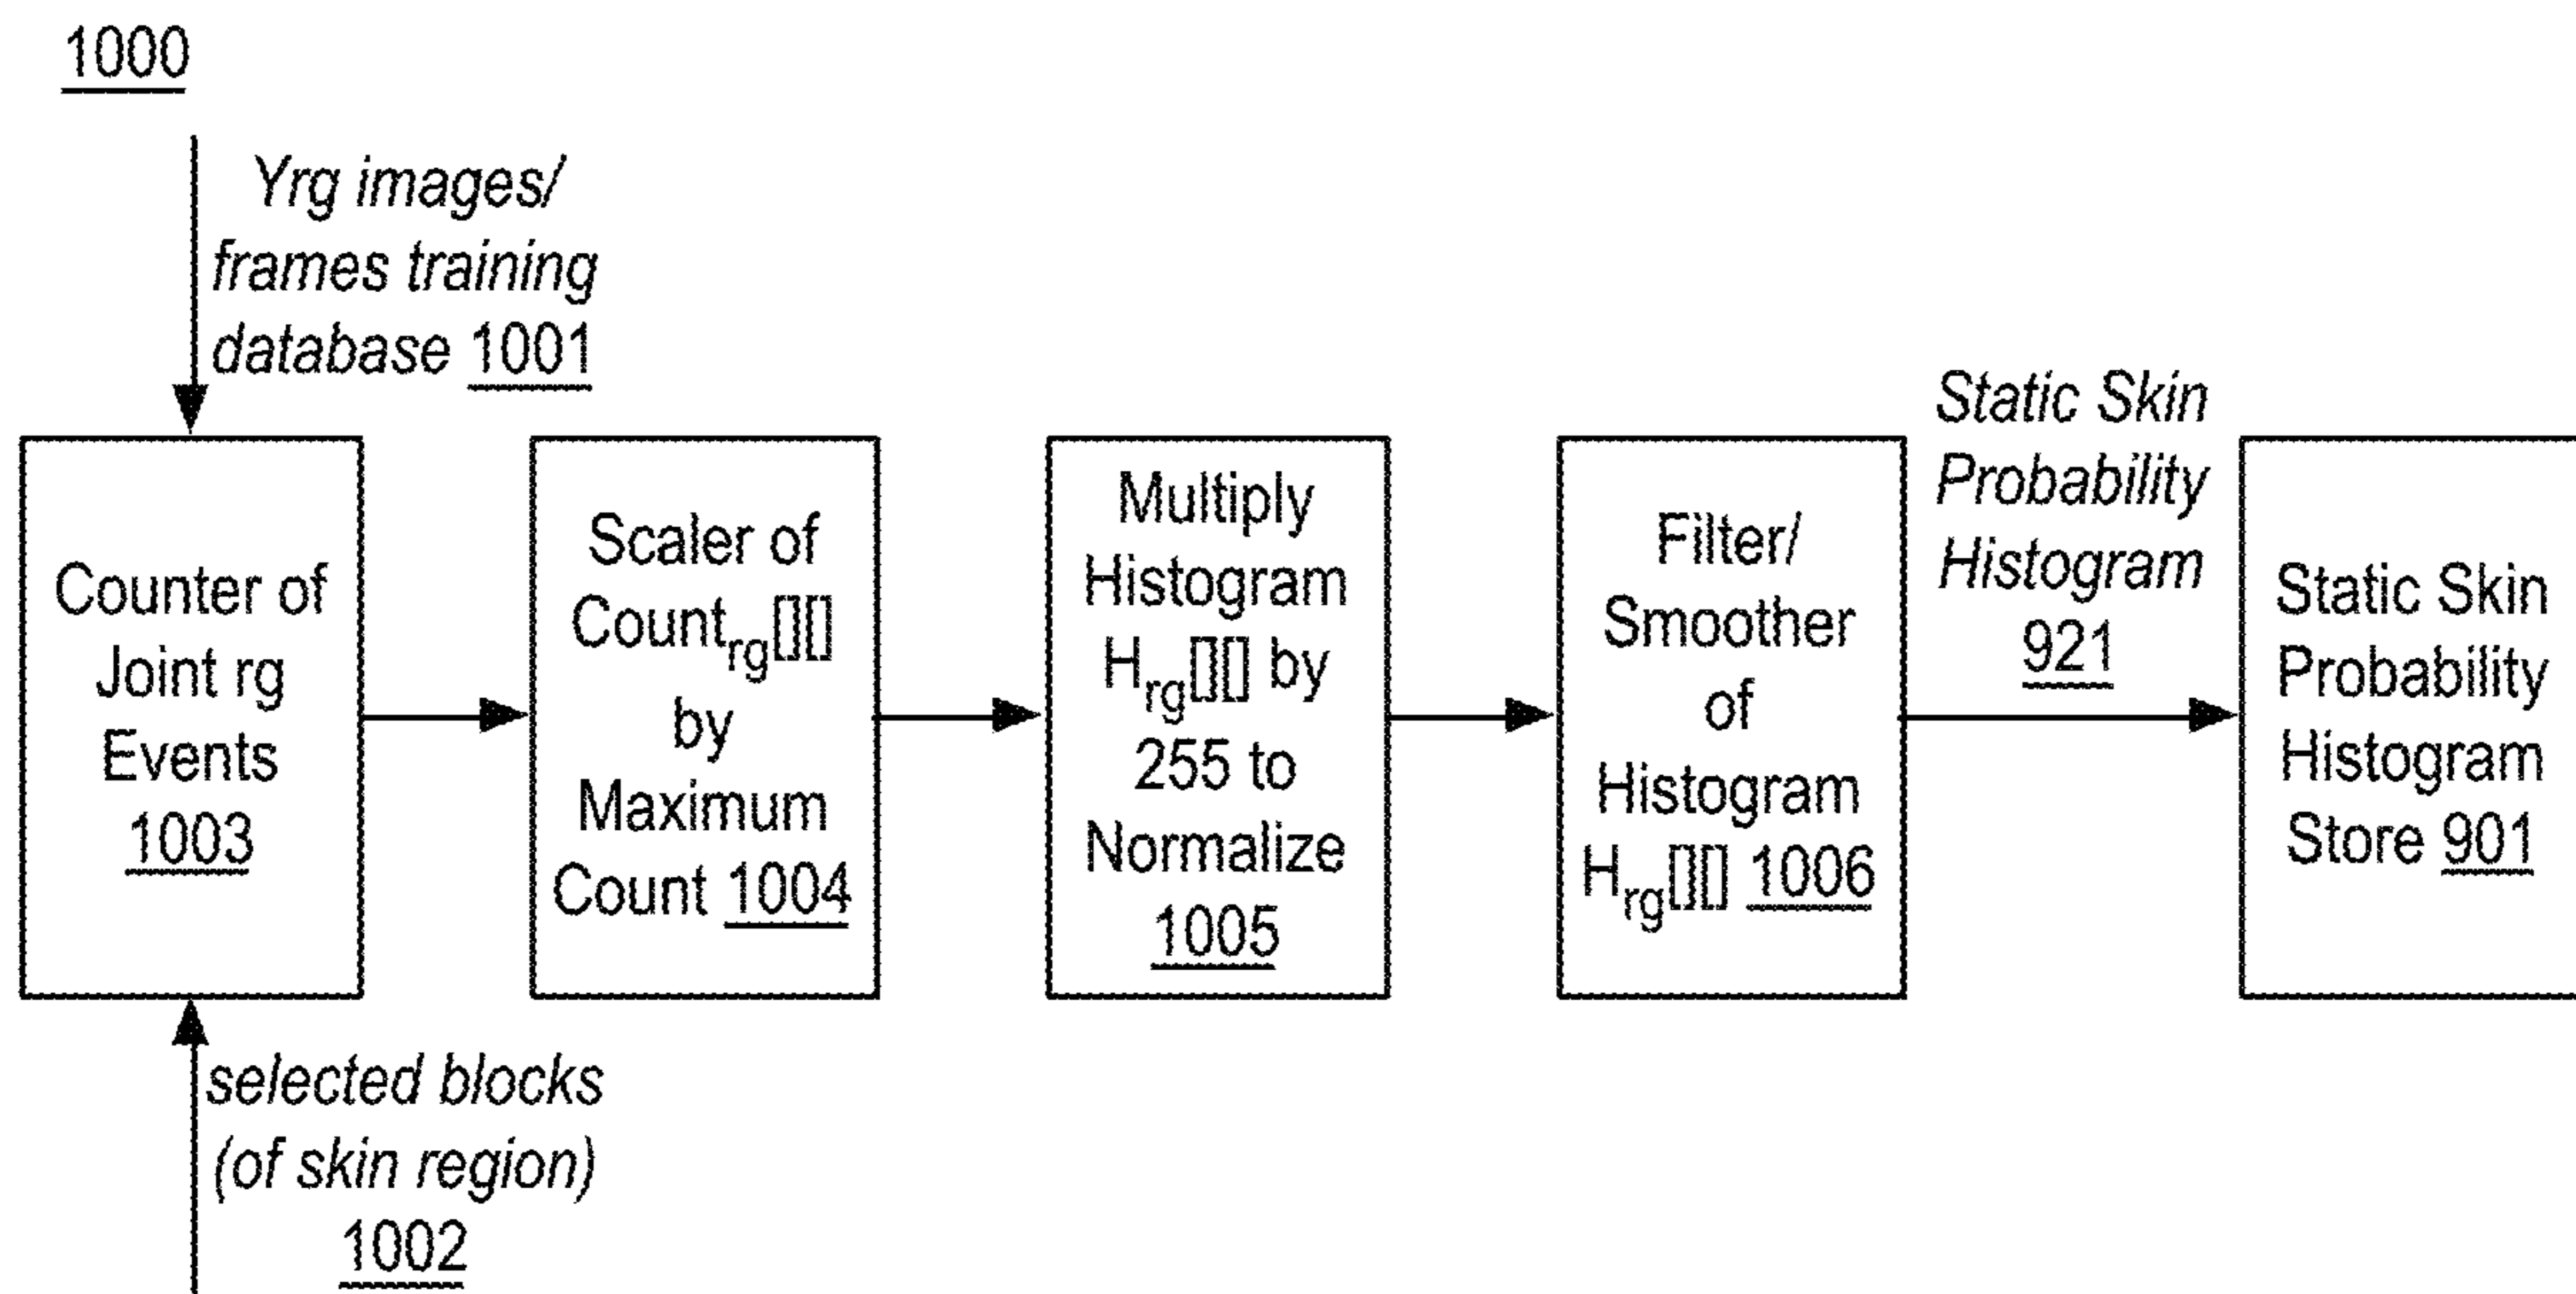 1000
Yrg images/
frames training
database 1001
Counter of
Joint rg
Events
1003
selected blocks
(of skin region)
1002
Scaler of
Countrg[][]
by
Maximum
Count 1004
Multiply
Histogram
Hrg[][] by
255 to
Normalize
1005
Filter/
Smoother
of
Histogram
Hrg[][] 1006
Static Skin
Probability
Histogram
921
Static Skin
Probability
Histogram
Store 901